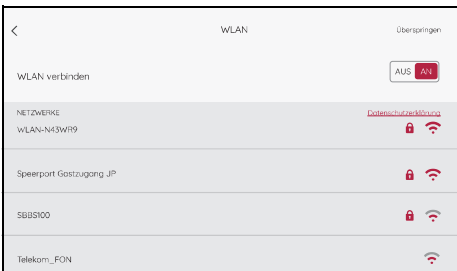 WLAN
Überspringen
WLAN verbinden
AUS AN
NETZWERKE
Datenschutzerklärung
WLAN-N43WR9
Speerport Gastzugang JP
SBBS100
Telekom_FON